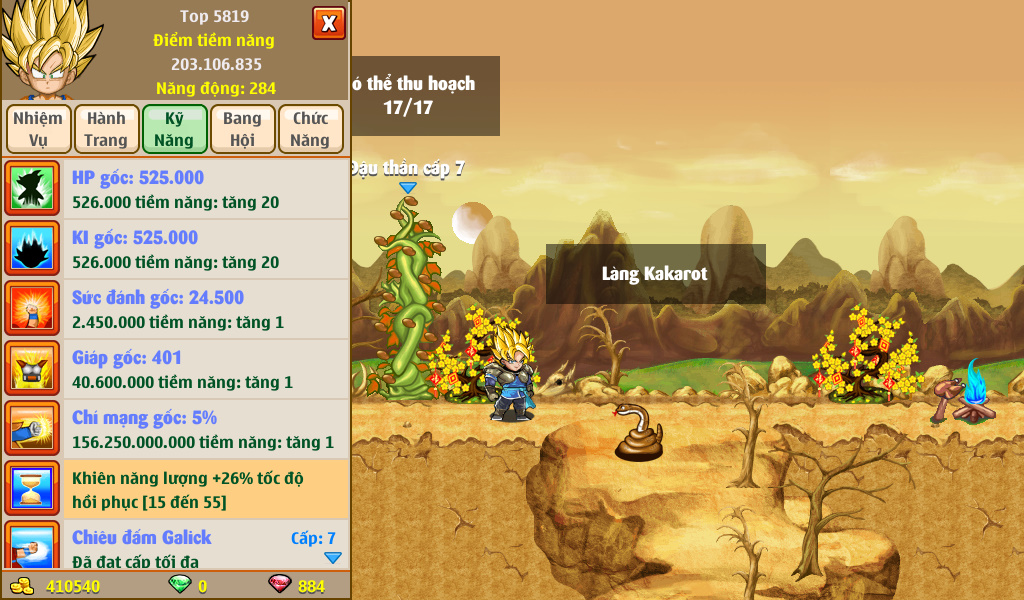 Top 5819
Điểm tiềm năng
203.106.835
Năng động: 284
X
Nhiệm
Vụ
Hành
Trang
Kỹ
Năng
Bang
Hội
Chức
Năng
HP gốc: 525.000
526.000 tiềm năng: tăng 20
KI gốc: 525.000
526.000 tiềm năng: tăng 20
Sức đánh gốc: 24.500
2.450.000 tiềm năng: tăng 1
Giáp gốc: 401
40.600.000 tiềm năng: tăng 1
Chí mạng gốc: 5%
156.250.000.000 tiềm năng: tăng 1
Khiên năng lượng +26% tốc độ
hồi phục [15 đến 55]
Chiêu đấm Galick
Cấp: 7
Đã đạt cấp tối đa
410540
0
884
ó thể thu hoạch
17/17
Đậu thần cấp 7
Làng Kakarot